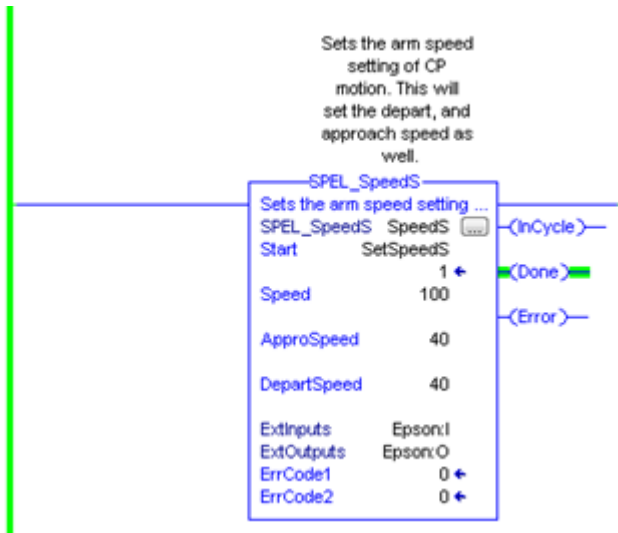 Sets the arm speed
setting of CP
motion. This will
set the depart, and
approach speed as
well.
SPEL_SpeedS
Sets the arm speed setting ...
SPEL_SpeedS SpeedS ... (InCycle)
Start SetSpeedS
1 (Done)
Speed 100
(Error)
ApproSpeed 40
DepartSpeed 40
ExtInputs Epson:I
ExtOutputs Epson:O
ErrCode1 0
ErrCode2 0